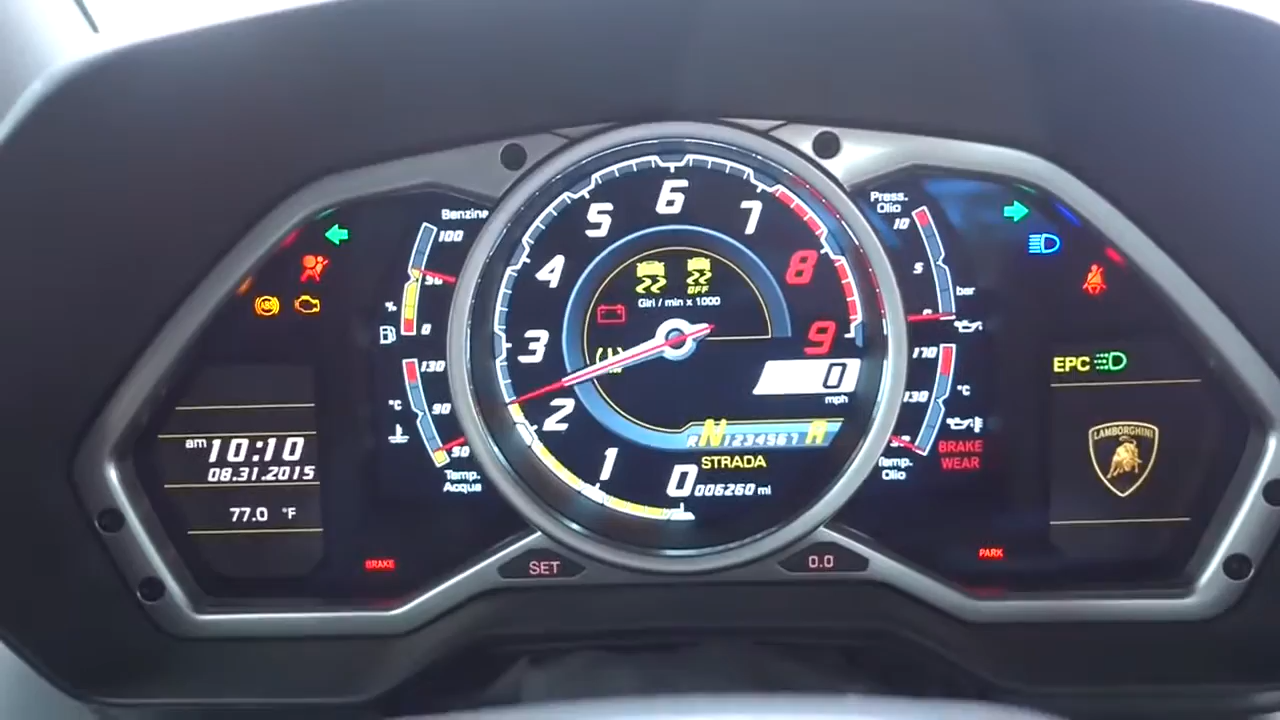 Benzina
100
50
%
0
130
°C
90
50
Temp.
Acqua
ABS
am 10:10
08.31.2015
77.0 °F
BRAKE
SET
6
5
7
4
8
3
9
2
1
0
OFF
Giri / min x 1000
0
mph
R N 1234567 A
STRADA
006260 mi
0.0
Press.
Olio
10
5
bar
170
°C
130
Temp.
Olio
BRAKE
WEAR
EPC
LAMBORGHINI
PARK